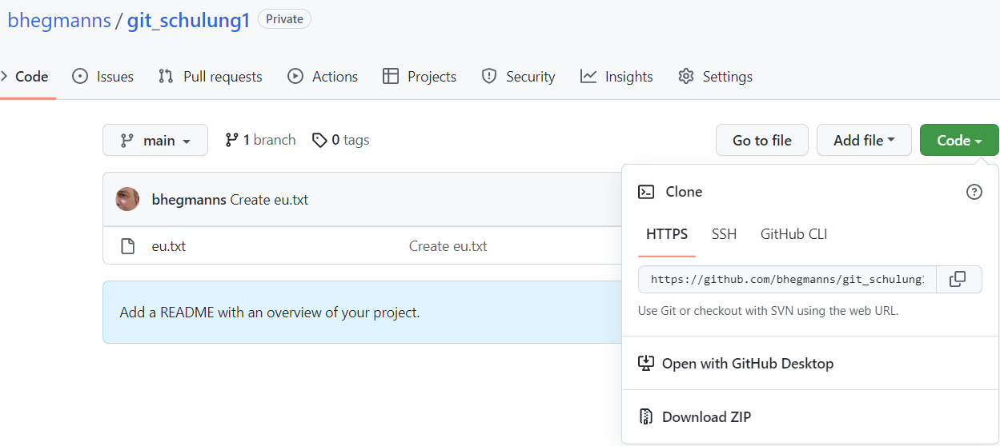 bhegmanns / git_schulung1 Private
Code Issues Pull requests Actions Projects Security Insights Settings
main 1 branch 0 tags Go to file Add file Code
bhegmanns Create eu.txt
eu.txt Create eu.txt
Add a README with an overview of your project.
Clone
HTTPS SSH GitHub CLI
https://github.com/bhegmanns/git_schulung1
Use Git or checkout with SVN using the web URL.
Open with GitHub Desktop
Download ZIP